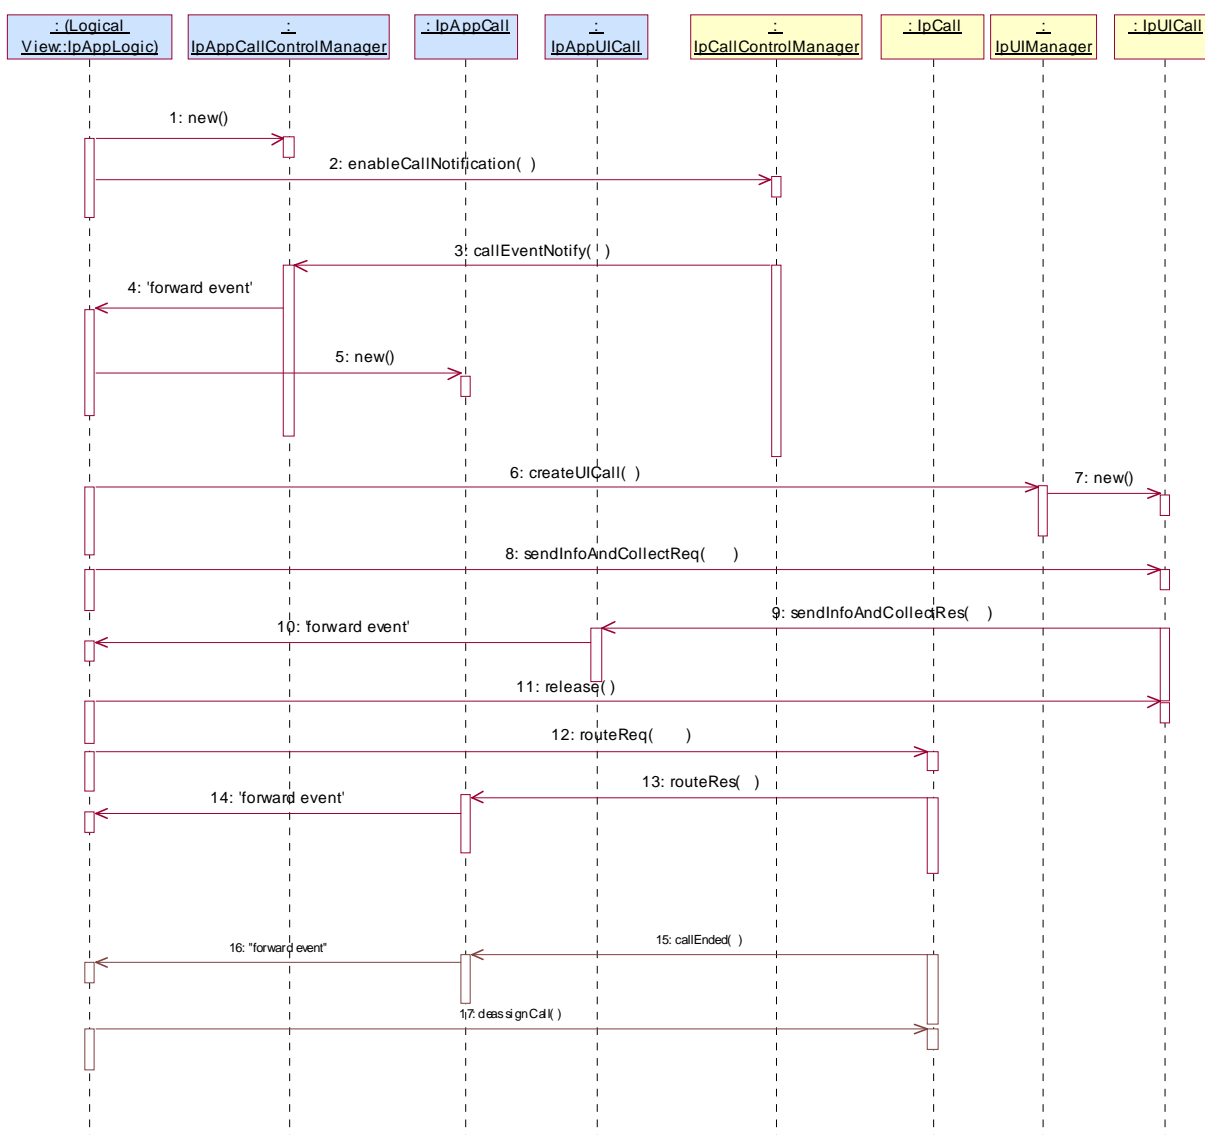 : (Logical
View::IpAppLogic)
:
IpAppCallControlManager
: IpAppCall
:
IpAppUICall
:
IpCallControlManager
: IpCall
:
IpUIManager
: IpUICall
1: new()
2: enableCallNotification( )
3: callEventNotify( )
4: 'forward event'
5: new()
6: createUICall( )
7: new()
8: sendInfoAndCollectReq( )
9: sendInfoAndCollectRes( )
10: 'forward event'
11: release( )
12: routeReq( )
13: routeRes( )
14: 'forward event'
15: callEnded( )
16: "forward event"
17: deassignCall( )